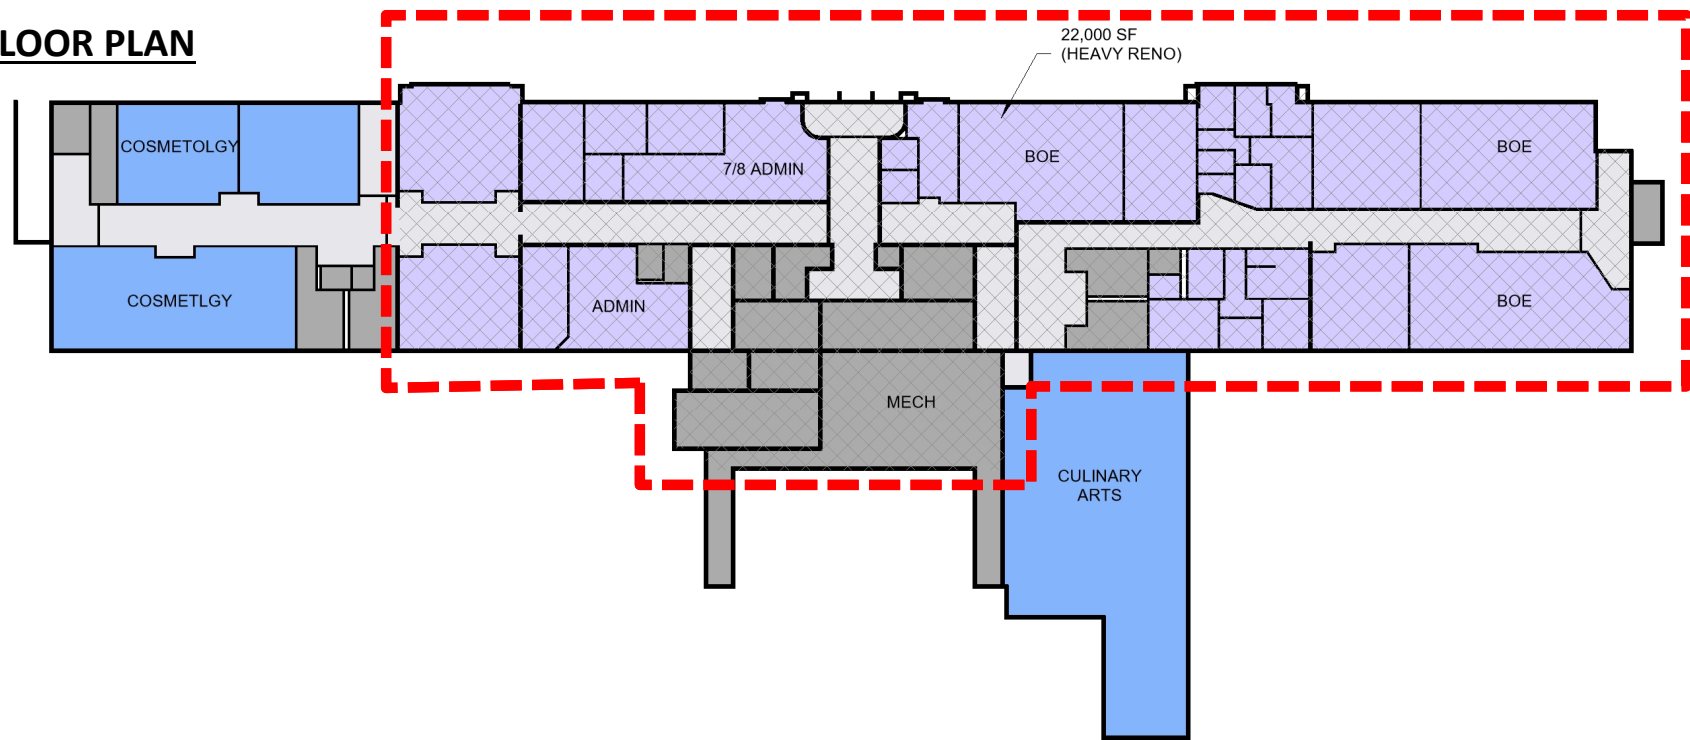 LOOR PLAN
22,000 SF
(HEAVY RENO)
COSMETOLGY
7/8 ADMIN
BOE
BOE
COSMETLGY
ADMIN
BOE
MECH
CULINARY
ARTS